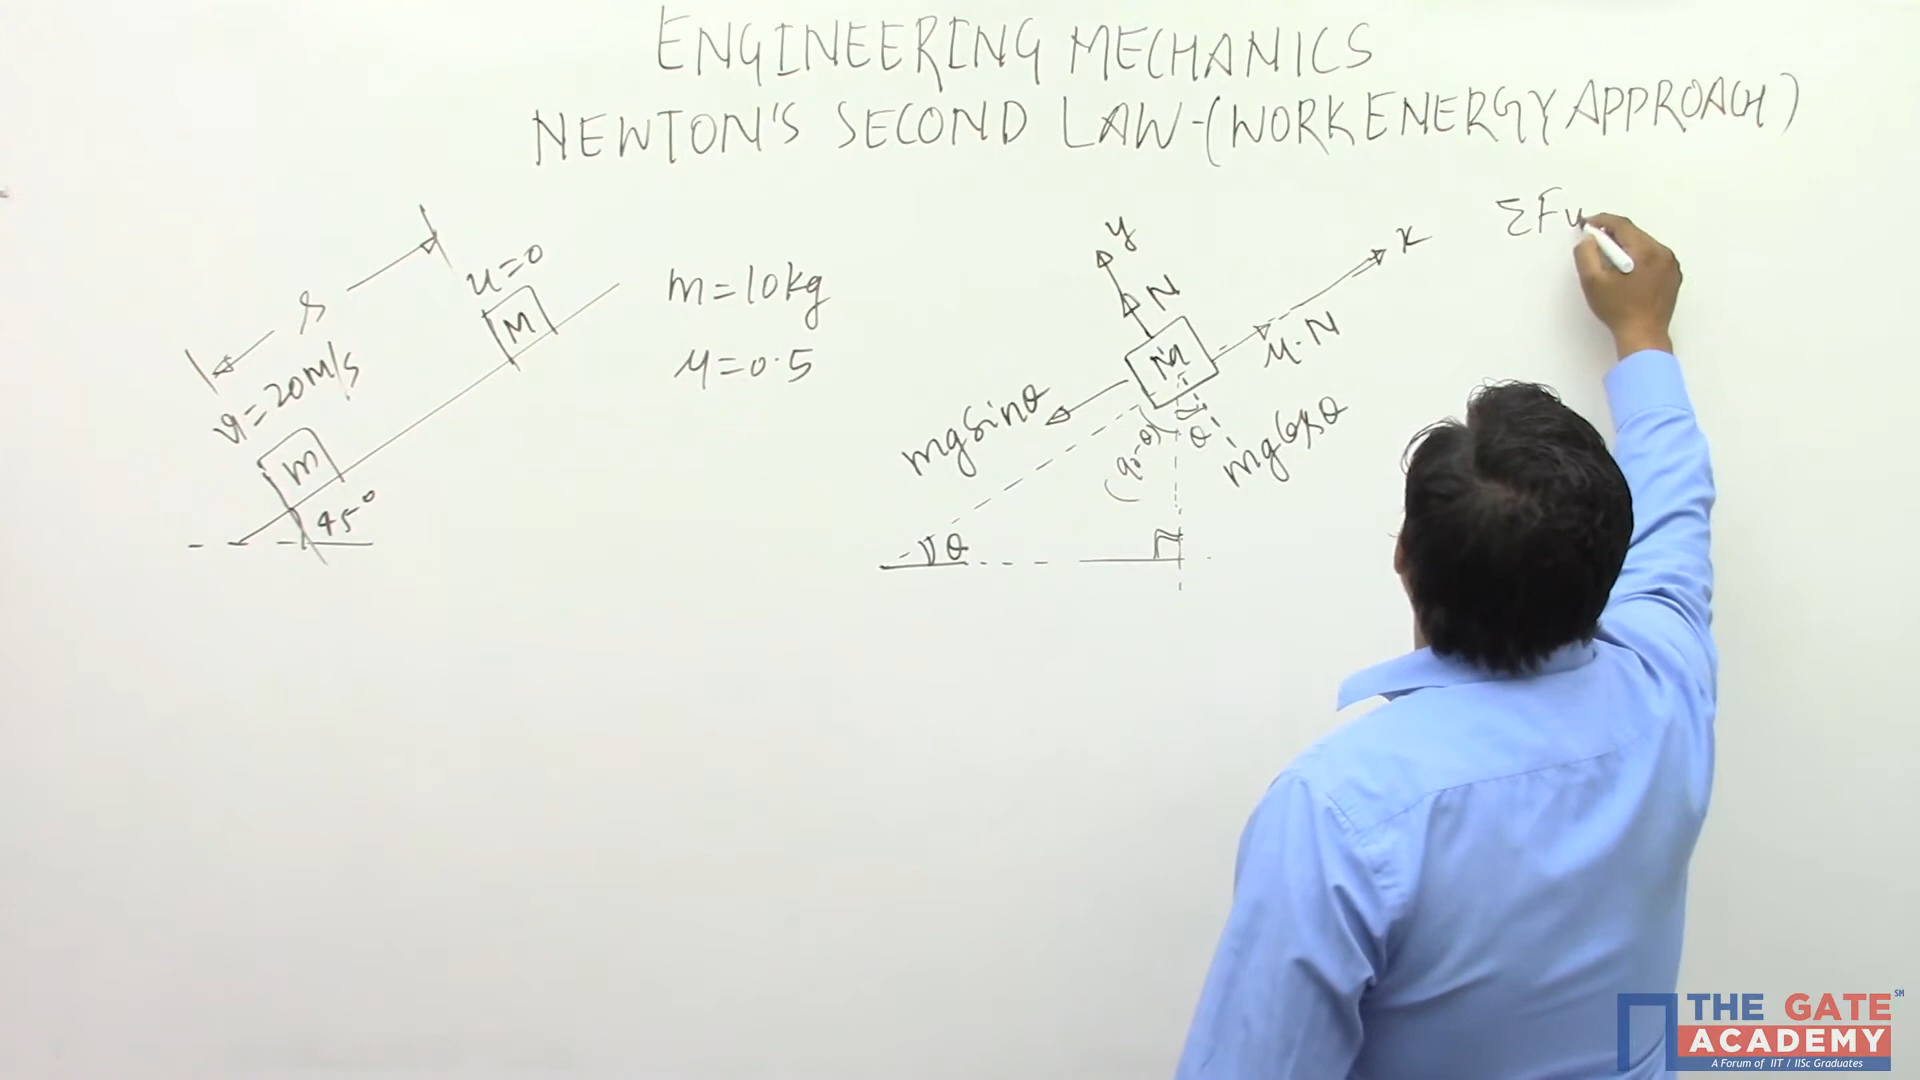 ENGINEERING MECHANICS
NEWTON'S SECOND LAW-(WORK ENERGY APPROACH)
s
u=0
M
v=20m/s
m
45°
m=10kg
μ=0.5
y
N
x
μ·N
m
mg sinθ
(90-θ)
θ
mg cosθ
θ
ΣFy
THE GATE SM
ACADEMY
A Forum of IIT / IISc Graduates